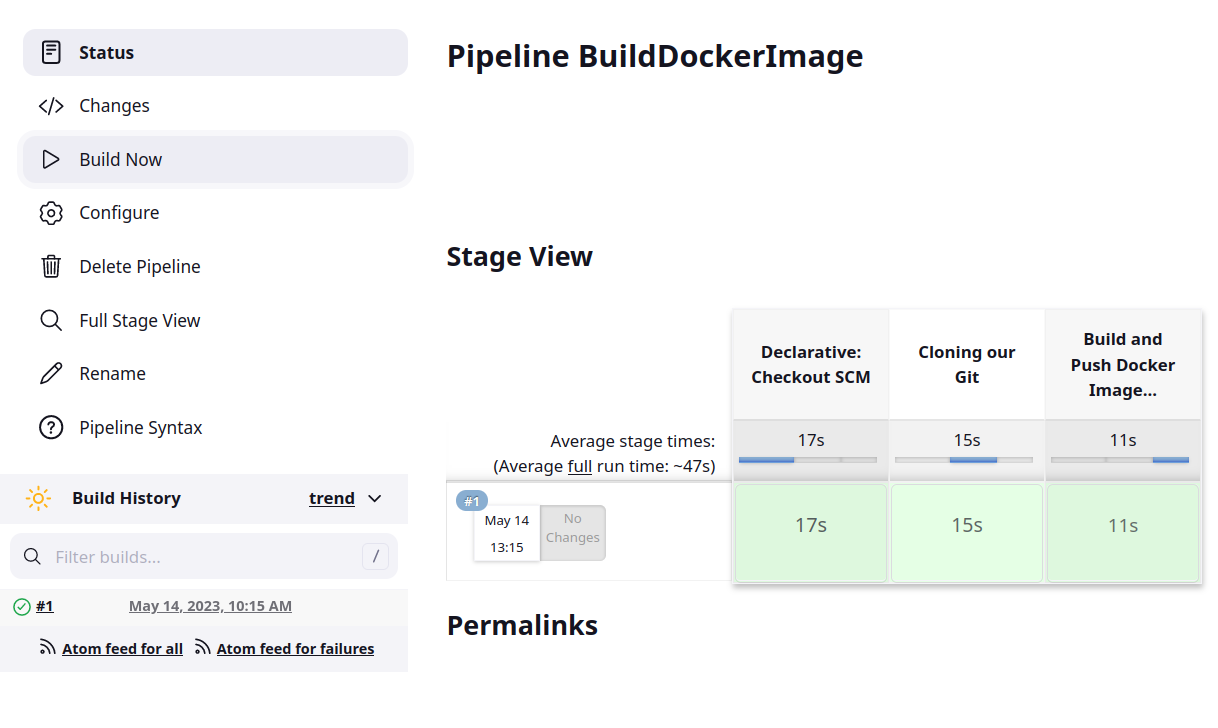 Status
Changes
Build Now
Configure
Delete Pipeline
Full Stage View
Rename
Pipeline Syntax
Build History
trend
Filter builds...
/
#1
May 14, 2023, 10:15 AM
Atom feed for all
Atom feed for failures
Pipeline BuildDockerImage
Stage View
Declarative:
Checkout SCM
Cloning our
Git
Build and
Push Docker
Image...
Average stage times:
(Average full run time: ~47s)
17s
15s
11s
#1
May 14
13:15
No
Changes
17s
15s
11s
Permalinks